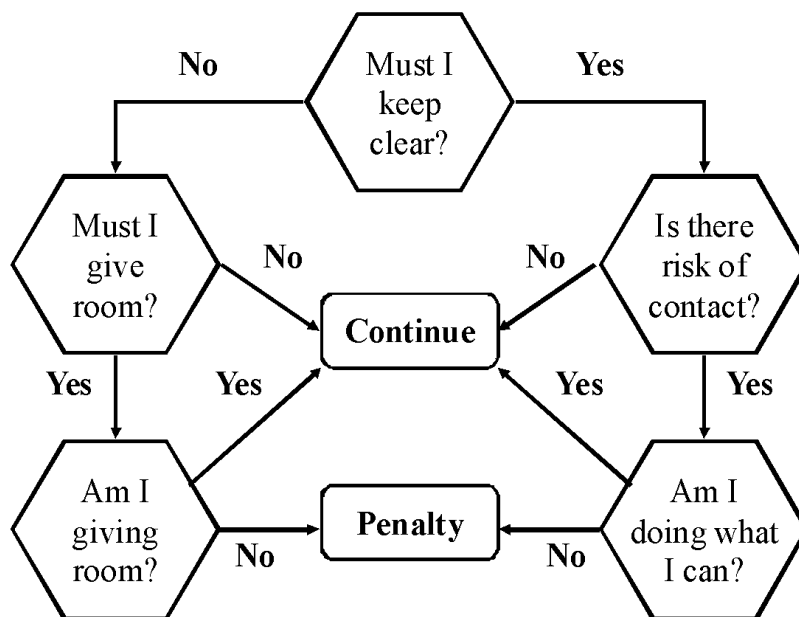 No
Must I
keep
clear?
Yes
Must I
give
room?
No
Continue
No
Is there
risk of
contact?
Yes
Yes
Yes
Yes
Am I
giving
room?
No
Penalty
No
Am I
doing what
I can?